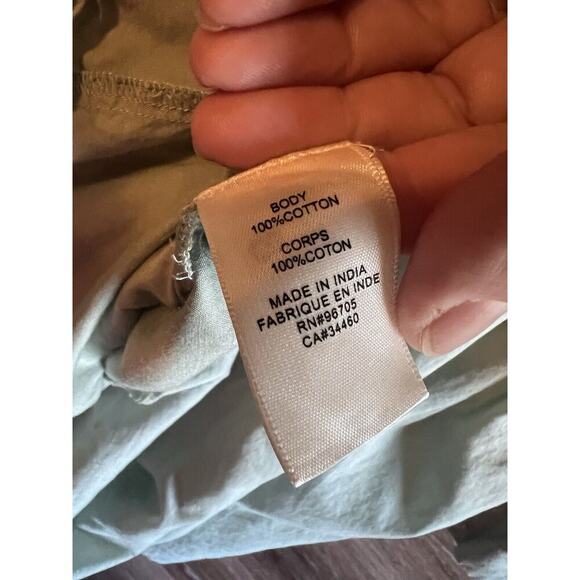 BODY
100%COTTON
CORPS
100%COTON
MADE IN INDIA
FABRIQUE EN INDE
RN#96705
CA#34460